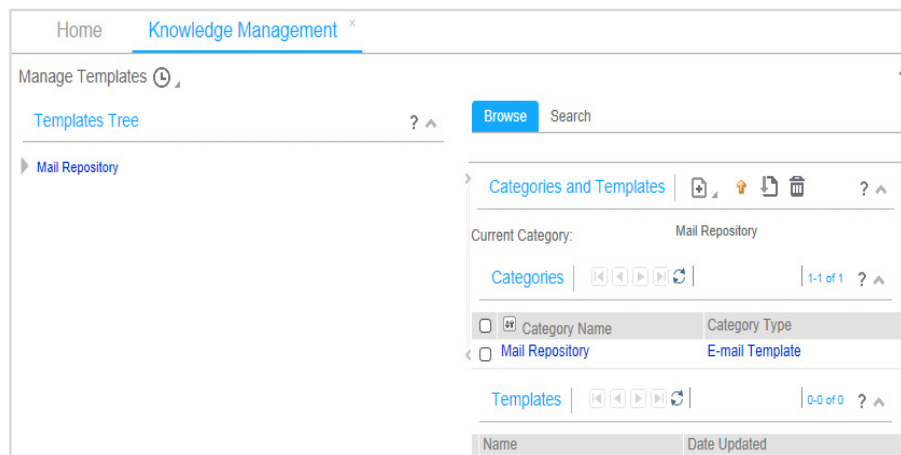 Home Knowledge Management ×
Manage Templates
Templates Tree ?
Mail Repository
Browse Search
Categories and Templates ?
Current Category: Mail Repository
Categories 1-1 of 1 ?
Category Name Category Type
Mail Repository E-mail Template
Templates 0-0 of 0 ?
Name Date Updated